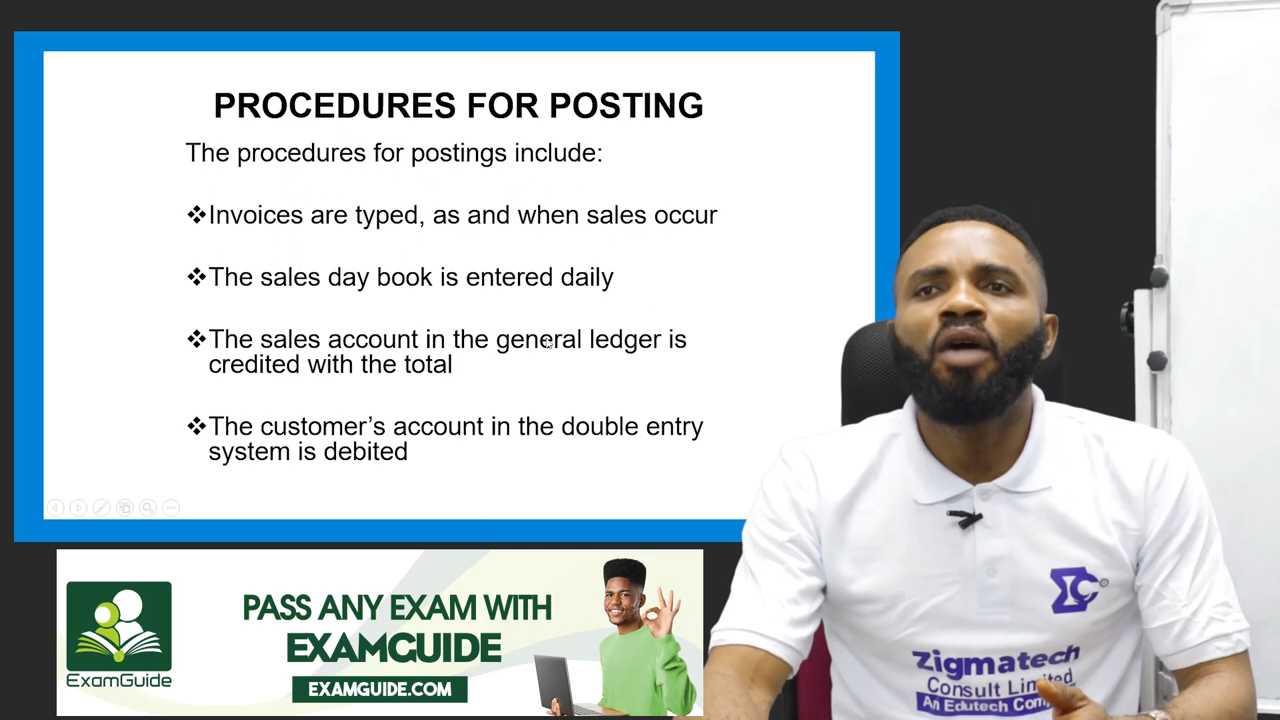 PROCEDURES FOR POSTING
The procedures for postings include:
❖Invoices are typed, as and when sales occur
❖The sales day book is entered daily
❖The sales account in the general ledger is
credited with the total
❖The customer’s account in the double entry
system is debited
PASS ANY EXAM WITH
EXAMGUIDE
EXAMGUIDE.COM
ExamGuide
Zigmatech
Consult Limited
An Edutech